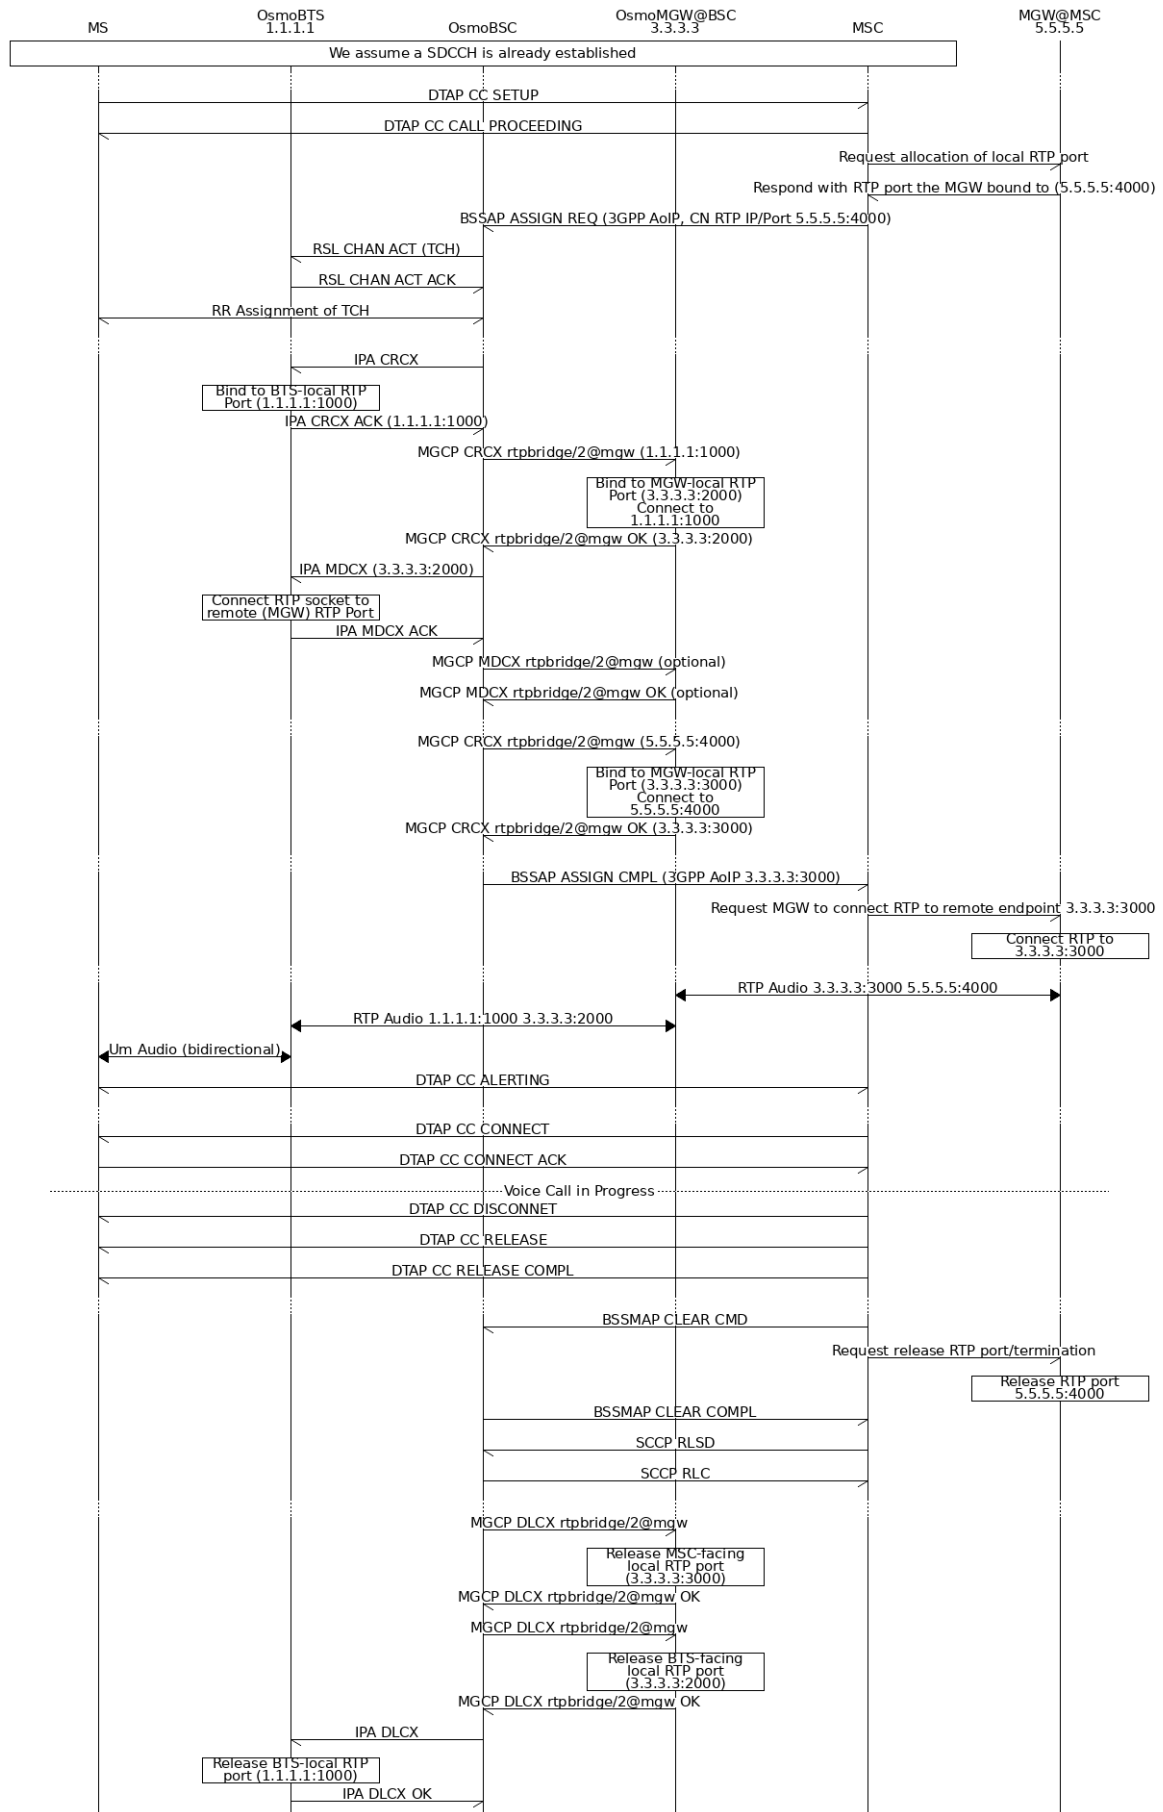 MS
OsmoBTS
1.1.1.1
OsmoBSC
OsmoMGW@BSC
3.3.3.3
MSC
MGW@MSC
5.5.5.5
We assume a SDCCH is already established
DTAP CC SETUP
DTAP CC CALL PROCEEDING
Request allocation of local RTP port
Respond with RTP port the MGW bound to (5.5.5.5:4000)
BSSAP ASSIGN REQ (3GPP AoIP, CN RTP IP/Port 5.5.5.5:4000)
RSL CHAN ACT (TCH)
RSL CHAN ACT ACK
RR Assignment of TCH
IPA CRCX
Bind to BTS-local RTP
Port (1.1.1.1:1000)
IPA CRCX ACK (1.1.1.1:1000)
MGCP CRCX rtpbridge/2@mgw (1.1.1.1:1000)
Bind to MGW-local RTP
Port (3.3.3.3:2000)
Connect to
1.1.1.1:1000
MGCP CRCX rtpbridge/2@mgw OK (3.3.3.3:2000)
IPA MDCX (3.3.3.3:2000)
Connect RTP socket to
remote (MGW) RTP Port
IPA MDCX ACK
MGCP MDCX rtpbridge/2@mgw (optional)
MGCP MDCX rtpbridge/2@mgw OK (optional)
MGCP CRCX rtpbridge/2@mgw (5.5.5.5:4000)
Bind to MGW-local RTP
Port (3.3.3.3:3000)
Connect to
5.5.5.5:4000
MGCP CRCX rtpbridge/2@mgw OK (3.3.3.3:3000)
BSSAP ASSIGN CMPL (3GPP AoIP 3.3.3.3:3000)
Request MGW to connect RTP to remote endpoint 3.3.3.3:3000
Connect RTP to
3.3.3.3:3000
RTP Audio 3.3.3.3:3000 5.5.5.5:4000
RTP Audio 1.1.1.1:1000 3.3.3.3:2000
Um Audio (bidirectional)
DTAP CC ALERTING
DTAP CC CONNECT
DTAP CC CONNECT ACK
Voice Call in Progress
DTAP CC DISCONNET
DTAP CC RELEASE
DTAP CC RELEASE COMPL
BSSMAP CLEAR CMD
Request release RTP port/termination
Release RTP port
5.5.5.5:4000
BSSMAP CLEAR COMPL
SCCP RLSD
SCCP RLC
MGCP DLCX rtpbridge/2@mgw
Release MSC-facing
local RTP port
(3.3.3.3:3000)
MGCP DLCX rtpbridge/2@mgw OK
MGCP DLCX rtpbridge/2@mgw
Release BTS-facing
local RTP port
(3.3.3.3:2000)
MGCP DLCX rtpbridge/2@mgw OK
IPA DLCX
Release BTS-local RTP
port (1.1.1.1:1000)
IPA DLCX OK